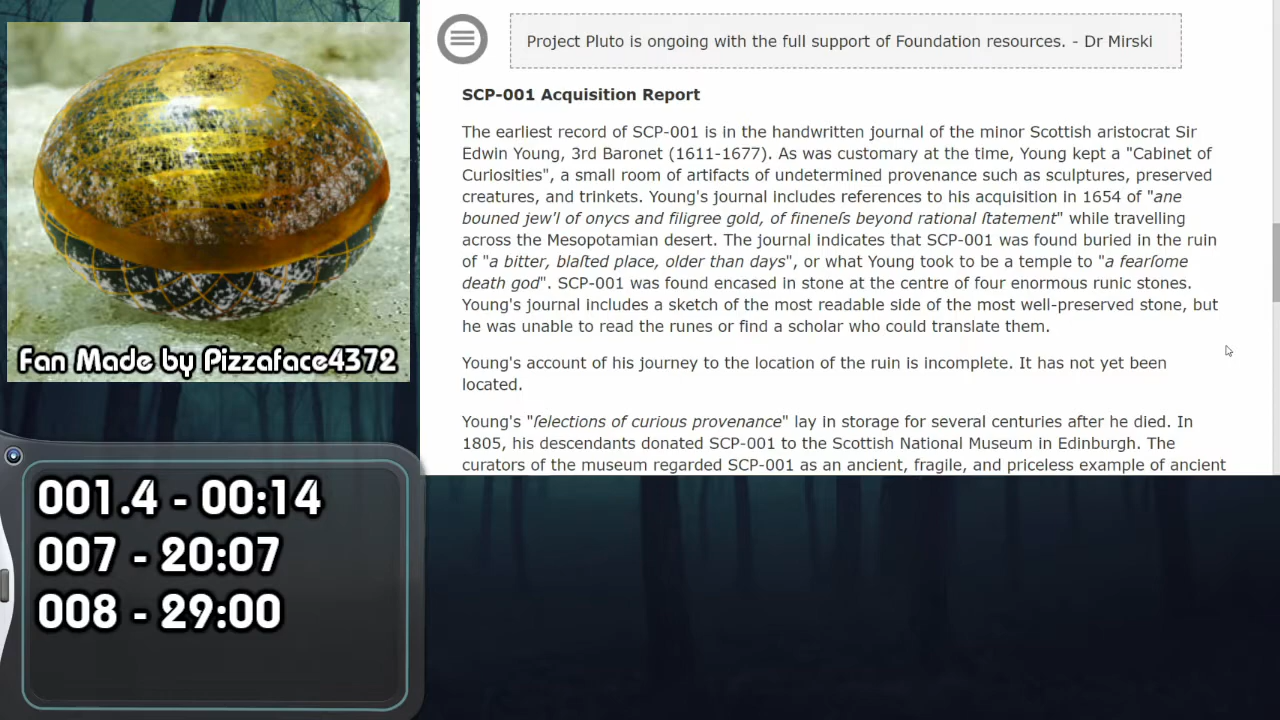 Project Pluto is ongoing with the full support of Foundation resources. - Dr Mirski
SCP-001 Acquisition Report
The earliest record of SCP-001 is in the handwritten journal of the minor Scottish aristocrat Sir
Edwin Young, 3rd Baronet (1611-1677). As was customary at the time, Young kept a "Cabinet of
Curiosities", a small room of artifacts of undetermined provenance such as sculptures, preserved
creatures, and trinkets. Young's journal includes references to his acquisition in 1654 of "ane
bouned jew'l of onycs and filigree gold, of fineneſs beyond rational ſtatement" while travelling
across the Mesopotamian desert. The journal indicates that SCP-001 was found buried in the ruin
of "a bitter, blaſted place, older than days", or what Young took to be a temple to "a fearſome
death god". SCP-001 was found encased in stone at the centre of four enormous runic stones.
Young's journal includes a sketch of the most readable side of the most well-preserved stone, but
he was unable to read the runes or find a scholar who could translate them.
Young's account of his journey to the location of the ruin is incomplete. It has not yet been
located.
Young's "ſelections of curious provenance" lay in storage for several centuries after he died. In
1805, his descendants donated SCP-001 to the Scottish National Museum in Edinburgh. The
curators of the museum regarded SCP-001 as an ancient, fragile, and priceless example of ancient
Fan Made by Pizzaface4372
001.4 - 00:14
007 - 20:07
008 - 29:00